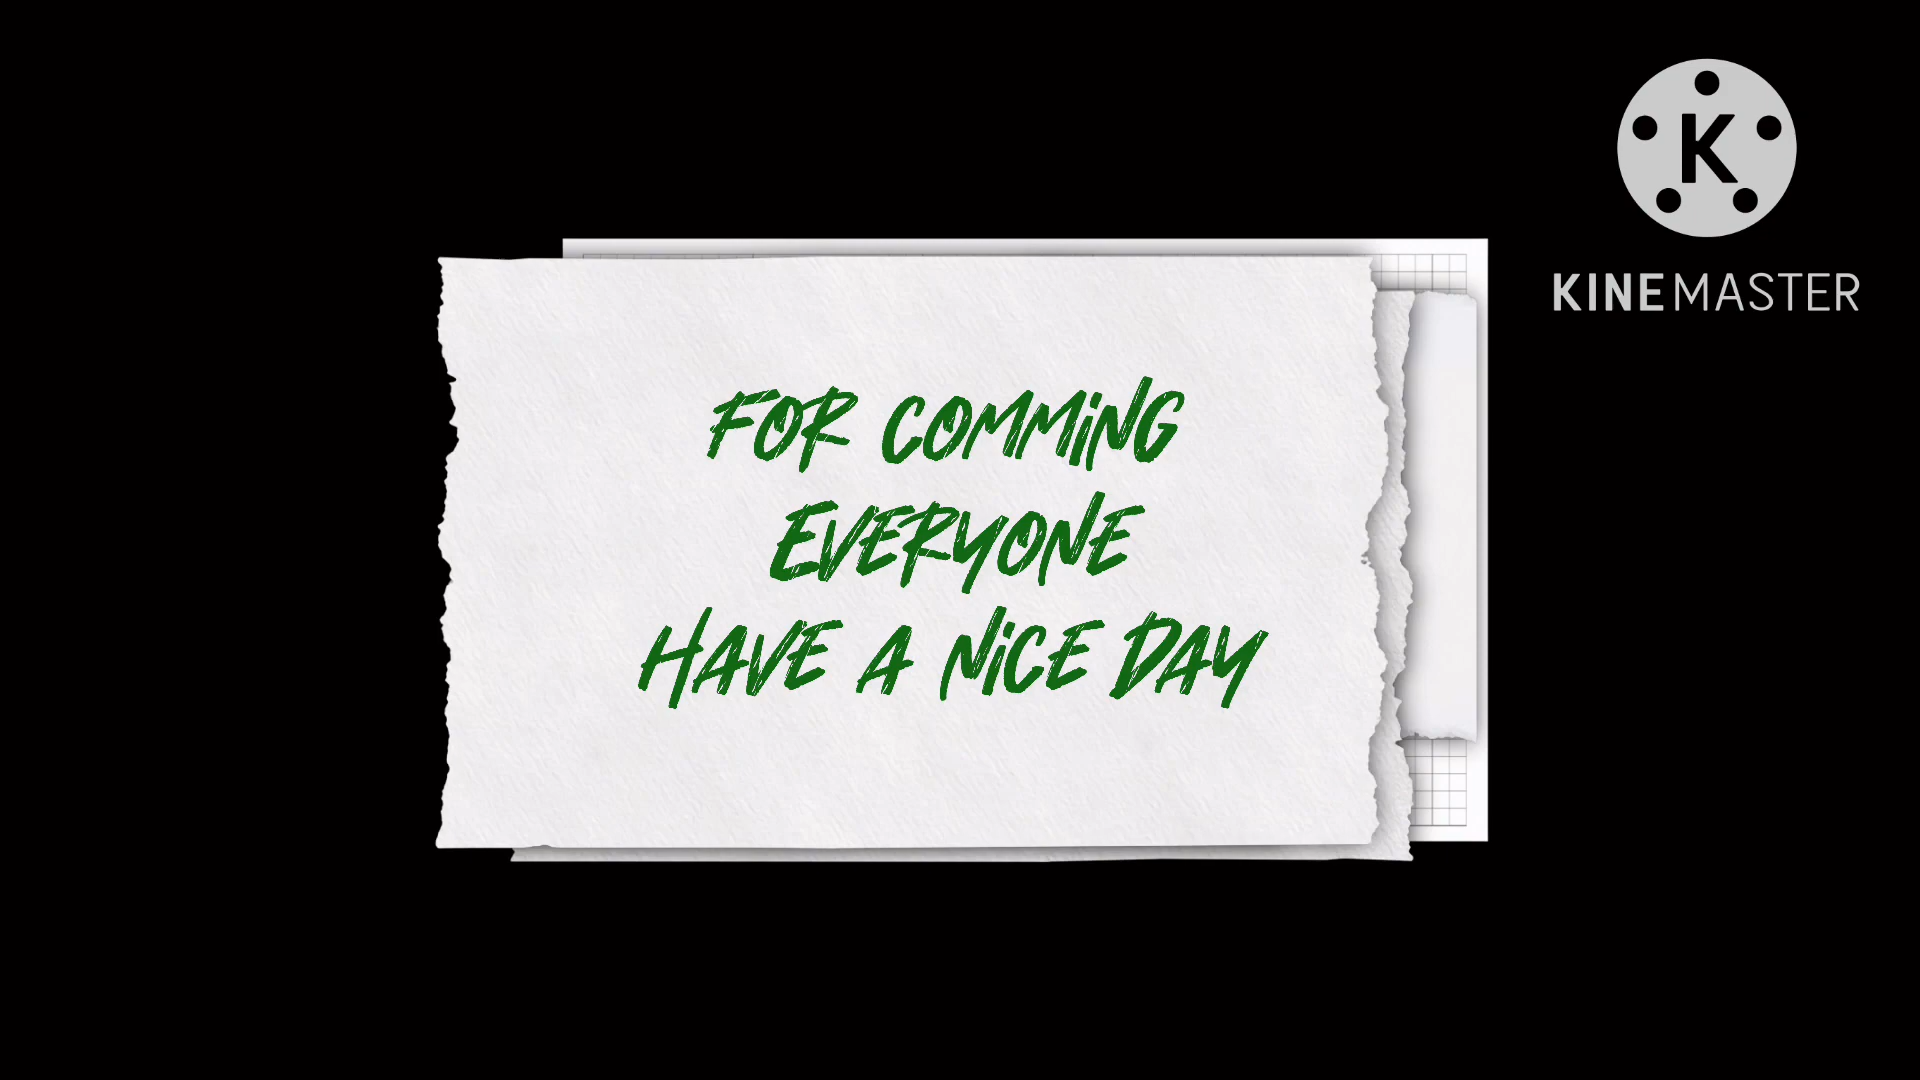 K
KINEMASTER
FOR COMMING
EVERYONE
HAVE A NICE DAY